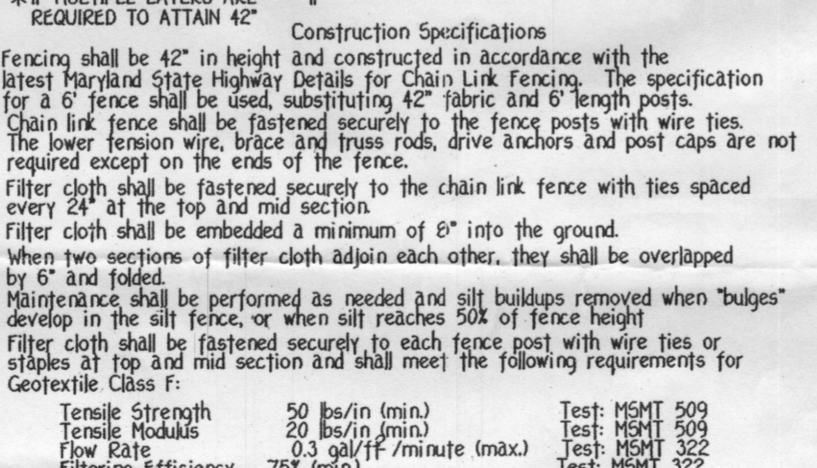 *IF MULTIPLE LAYERS ARE
REQUIRED TO ATTAIN 42"
Construction Specifications
Fencing shall be 42" in height and constructed in accordance with the
latest Maryland State Highway Details for Chain Link Fencing. The specification
for a 6' fence shall be used, substituting 42" fabric and 6' length posts.
Chain link fence shall be fastened securely to the fence posts with wire ties.
The lower tension wire, brace and truss rods, drive anchors and post caps are not
required except on the ends of the fence.
Filter cloth shall be fastened securely to the chain link fence with ties spaced
every 24" at the top and mid section.
Filter cloth shall be embedded a minimum of 8" into the ground.
When two sections of filter cloth adjoin each other, they shall be overlapped
by 6" and folded.
Maintenance shall be performed as needed and silt buildups removed when "bulges"
develop in the silt fence, or when silt reaches 50% of fence height
Filter cloth shall be fastened securely to each fence post with wire ties or
staples at top and mid section and shall meet the following requirements for
Geotextile Class F:
Tensile Strength 50 lbs/in (min.) Test: MSMT 509
Tensile Modulus 20 lbs/in (min.) Test: MSMT 509
Flow Rate 0.3 gal/ft² /minute (max.) Test: MSMT 322
Filtering Efficiency 75% (min.) Test: MSMT 322